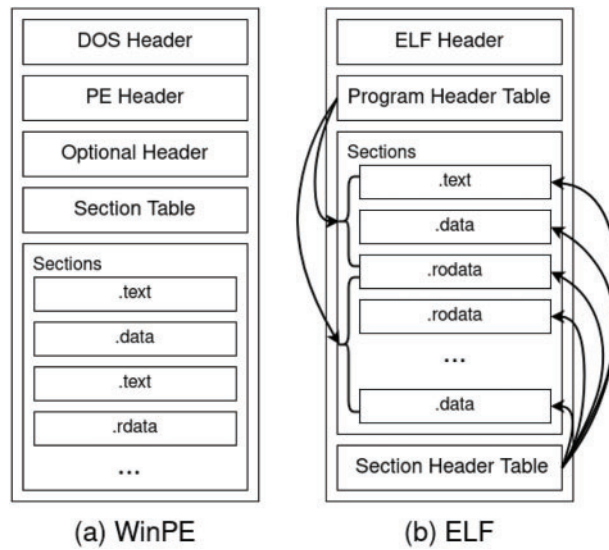 DOS Header
PE Header
Optional Header
Section Table
Sections
.text
.data
.text
.rdata
...
(a) WinPE
ELF Header
Program Header Table
Sections
.text
.data
.rodata
.rodata
...
.data
Section Header Table
(b) ELF